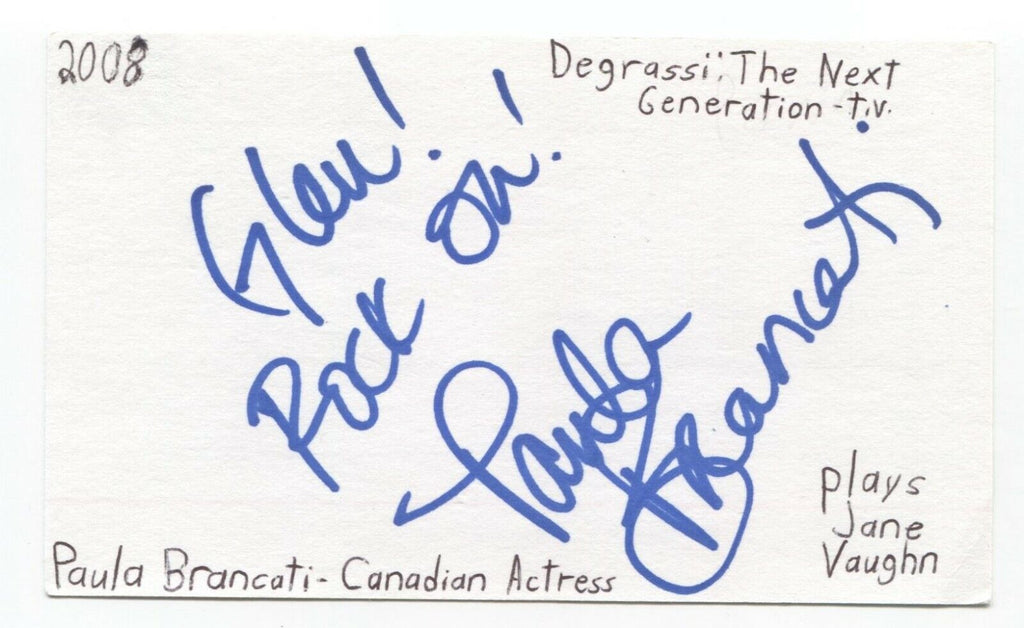 2008
Degrassi: The Next
Generation - t.v.
Glen!
Rock on!
Paula Brancati
plays
Jane
Vaughn
Paula Brancati - Canadian Actress